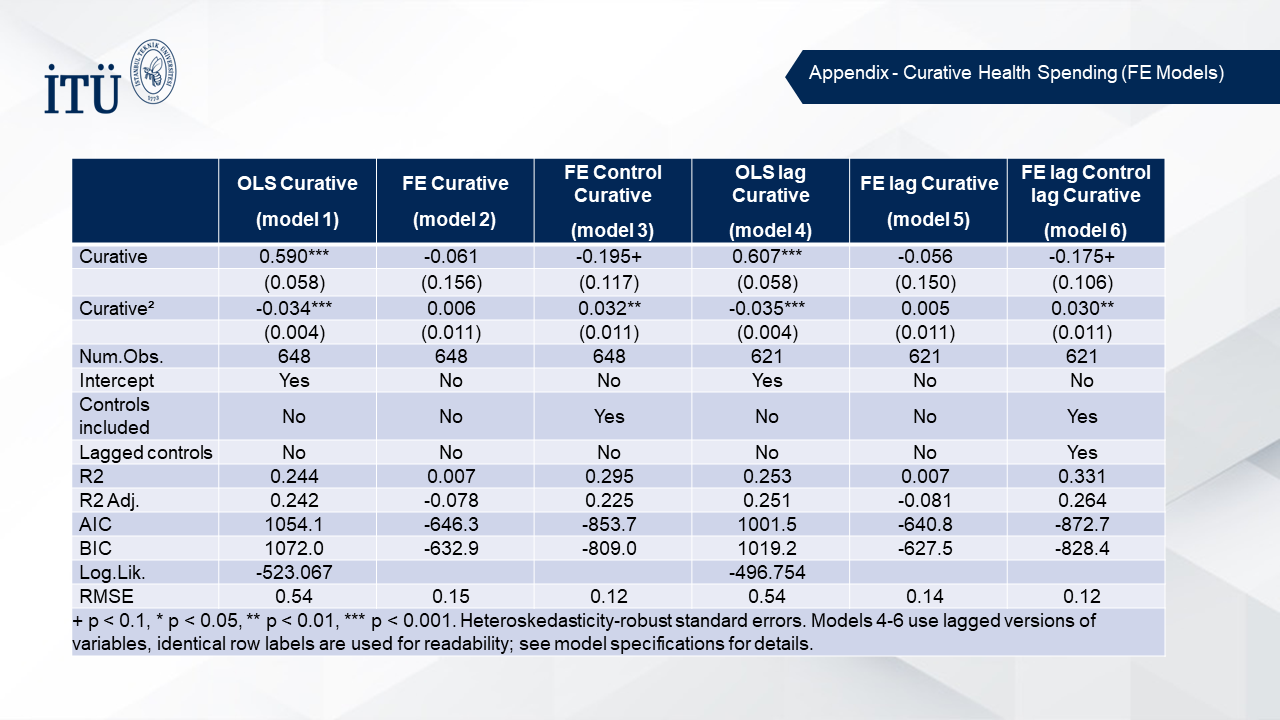 İTÜ
İSTANBUL TEKNİK ÜNİVERSİTESİ
1773
Appendix - Curative Health Spending (FE Models)
OLS Curative (model 1) FE Curative (model 2) FE Control Curative (model 3) OLS lag Curative (model 4) FE lag Curative (model 5) FE lag Control lag Curative (model 6)
Curative 0.590*** -0.061 -0.195+ 0.607*** -0.056 -0.175+
(0.058) (0.156) (0.117) (0.058) (0.150) (0.106)
Curative² -0.034*** 0.006 0.032** -0.035*** 0.005 0.030**
(0.004) (0.011) (0.011) (0.004) (0.011) (0.011)
Num.Obs. 648 648 648 621 621 621
Intercept Yes No No Yes No No
Controls included No No Yes No No Yes
Lagged controls No No No No No Yes
R2 0.244 0.007 0.295 0.253 0.007 0.331
R2 Adj. 0.242 -0.078 0.225 0.251 -0.081 0.264
AIC 1054.1 -646.3 -853.7 1001.5 -640.8 -872.7
BIC 1072.0 -632.9 -809.0 1019.2 -627.5 -828.4
Log.Lik. -523.067 -496.754
RMSE 0.54 0.15 0.12 0.54 0.14 0.12
+ p < 0.1, * p < 0.05, ** p < 0.01, *** p < 0.001. Heteroskedasticity-robust standard errors. Models 4-6 use lagged versions of
variables, identical row labels are used for readability; see model specifications for details.